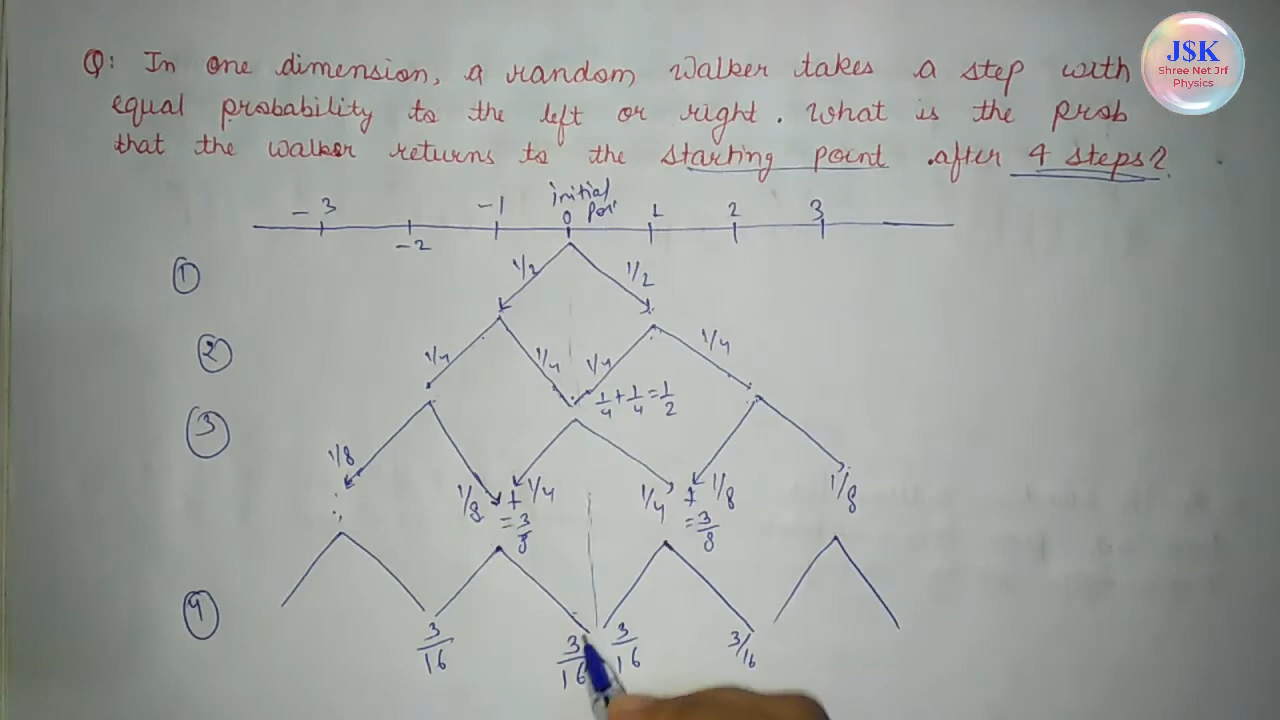 J$K
Shree Net Jrf
Physics
Q: In one dimension, a random walker takes a step with
equal probability to the left or right. What is the prob
that the walker returns to the starting point after 4 steps?
initial
-3 -1 0 pos' 1 2 3
-2
1 1/2 1/2
2 1/4 1/4 1/4 1/4
1/4 + 1/4 = 1/2
3
1/8 1/8 + 1/4 1/4 + 1/8 1/8
= 3/8 = 3/8
4
3/16 3/16 3/16 3/16